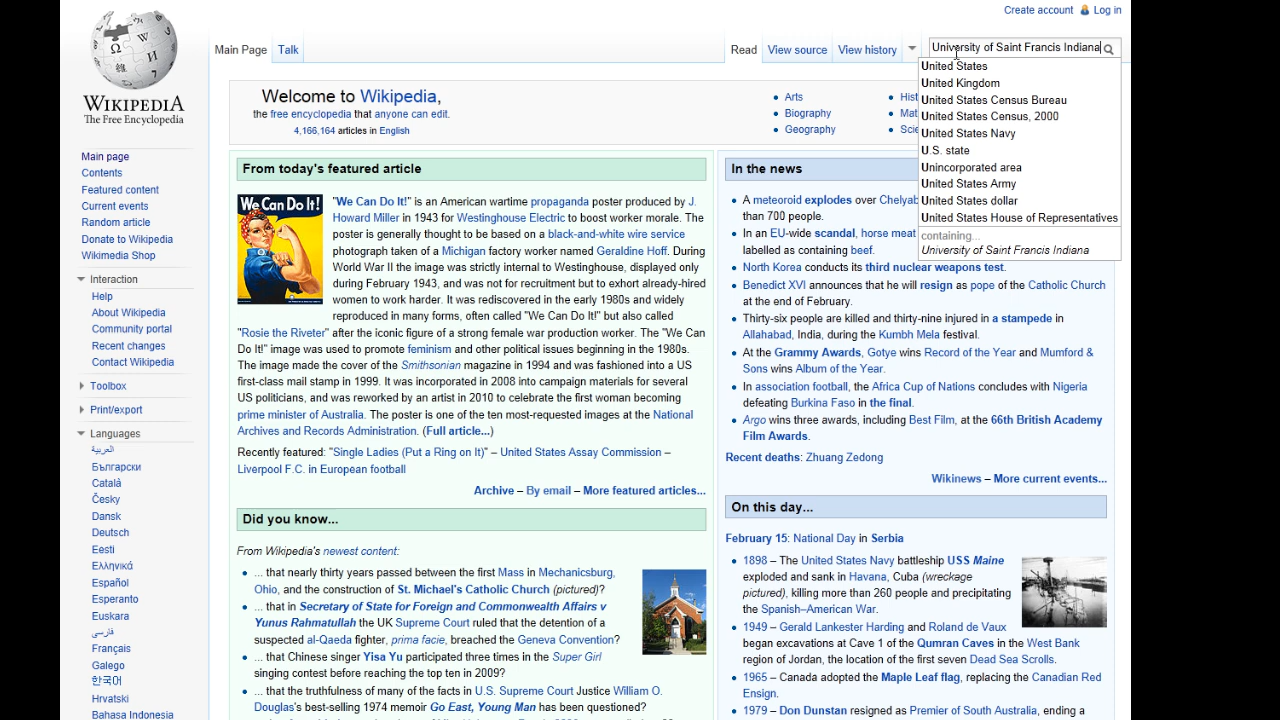 Create account Log in
Main Page Talk Read View source View history University of Saint Francis Indiana
WIKIPEDIA
The Free Encyclopedia
Main page
Contents
Featured content
Current events
Random article
Donate to Wikipedia
Wikimedia Shop
Interaction
Help
About Wikipedia
Community portal
Recent changes
Contact Wikipedia
Toolbox
Print/export
Languages
العربية
Български
Català
Česky
Dansk
Deutsch
Eesti
Ελληνικά
Español
Esperanto
Euskara
فارسی
Français
Galego
한국어
Hrvatski
Bahasa Indonesia
United States
United Kingdom
United States Census Bureau
United States Census, 2000
United States Navy
U.S. state
Unincorporated area
United States Army
United States dollar
United States House of Representatives
containing...
University of Saint Francis Indiana
Welcome to Wikipedia,
the free encyclopedia that anyone can edit.
4,166,164 articles in English
Arts
Biography
Geography
Hist
Mat
Scie
From today's featured article
We Can Do It!
"We Can Do It!" is an American wartime propaganda poster produced by J.
Howard Miller in 1943 for Westinghouse Electric to boost worker morale. The
poster is generally thought to be based on a black-and-white wire service
photograph taken of a Michigan factory worker named Geraldine Hoff. During
World War II the image was strictly internal to Westinghouse, displayed only
during February 1943, and was not for recruitment but to exhort already-hired
women to work harder. It was rediscovered in the early 1980s and widely
reproduced in many forms, often called "We Can Do It!" but also called
"Rosie the Riveter" after the iconic figure of a strong female war production worker. The "We Can
Do It!" image was used to promote feminism and other political issues beginning in the 1980s.
The image made the cover of the Smithsonian magazine in 1994 and was fashioned into a US
first-class mail stamp in 1999. It was incorporated in 2008 into campaign materials for several
US politicians, and was reworked by an artist in 2010 to celebrate the first woman becoming
prime minister of Australia. The poster is one of the ten most-requested images at the National
Archives and Records Administration. (Full article...)
Recently featured: "Single Ladies (Put a Ring on It)" – United States Assay Commission –
Liverpool F.C. in European football
Archive – By email – More featured articles...
Did you know...
From Wikipedia's newest content:
... that nearly thirty years passed between the first Mass in Mechanicsburg,
Ohio, and the construction of St. Michael's Catholic Church (pictured)?
... that in Secretary of State for Foreign and Commonwealth Affairs v
Yunus Rahmatullah the UK Supreme Court ruled that the detention of a
suspected al-Qaeda fighter, prima facie, breached the Geneva Convention?
... that Chinese singer Yisa Yu participated three times in the Super Girl
singing contest before reaching the top ten in 2009?
... that the truthfulness of many of the facts in U.S. Supreme Court Justice William O.
Douglas's best-selling 1974 memoir Go East, Young Man has been questioned?
In the news
A meteoroid explodes over Chelyab
than 700 people.
In an EU-wide scandal, horse meat
labelled as containing beef.
North Korea conducts its third nuclear weapons test.
Benedict XVI announces that he will resign as pope of the Catholic Church
at the end of February.
Thirty-six people are killed and thirty-nine injured in a stampede in
Allahabad, India, during the Kumbh Mela festival.
At the Grammy Awards, Gotye wins Record of the Year and Mumford &
Sons wins Album of the Year.
In association football, the Africa Cup of Nations concludes with Nigeria
defeating Burkina Faso in the final.
Argo wins three awards, including Best Film, at the 66th British Academy
Film Awards.
Recent deaths: Zhuang Zedong
Wikinews – More current events...
On this day...
February 15: National Day in Serbia
1898 – The United States Navy battleship USS Maine
exploded and sank in Havana, Cuba (wreckage
pictured), killing more than 260 people and precipitating
the Spanish–American War.
1949 – Gerald Lankester Harding and Roland de Vaux
began excavations at Cave 1 of the Qumran Caves in the West Bank
region of Jordan, the location of the first seven Dead Sea Scrolls.
1965 – Canada adopted the Maple Leaf flag, replacing the Canadian Red
Ensign.
1979 – Don Dunstan resigned as Premier of South Australia, ending a